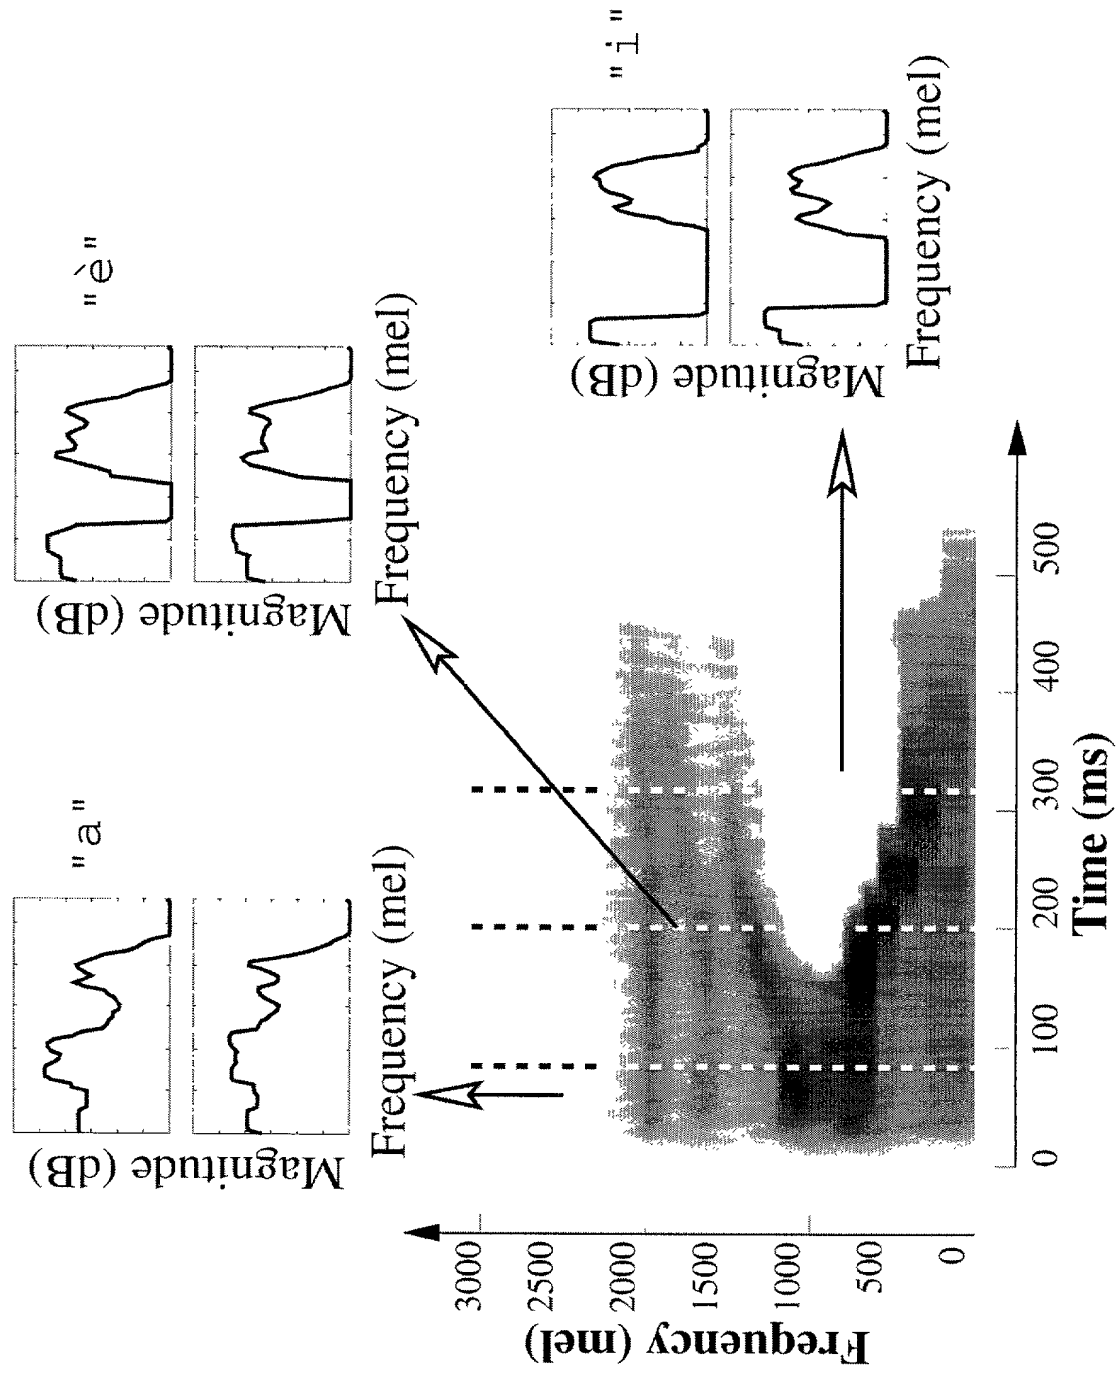 "a"
Magnitude (dB)
Frequency (mel)
"è"
Magnitude (dB)
Frequency (mel)
"i"
Magnitude (dB)
Frequency (mel)
Frequency (mel)
3000
2500
2000
1500
1000
500
0
0 100 200 300 400 500
Time (ms)